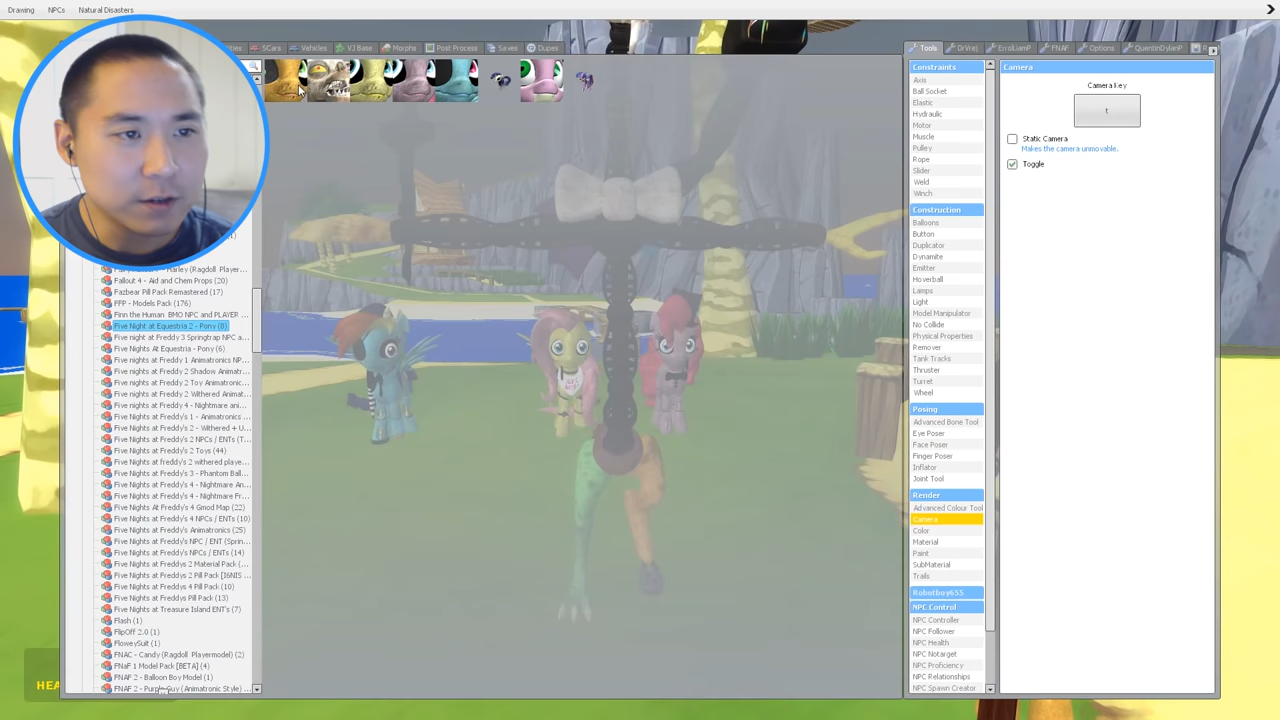 Drawing NPCs Natural Disasters
SCars Vehicles VJ Base Morphs Post Process Saves Dupes
Tools DrVrej ErrolLiamP FNAF Options QuentinDylanP
Fallout 4 - Aid and Chem Props (20)
Fazbear Pill Pack Remastered (17)
FFP - Models Pack (176)
Finn the Human BMO NPC and PLAYER ...
Five Night at Equestria 2 - Pony (8)
Five night at Freddy 3 Springtrap NPC a...
Five Nights At Equestria - Pony (6)
Five nights at Freddy 1 Animatronics NP...
Five nights at Freddy 2 Shadow Animatr...
Five nights at Freddy 2 Toy Animatronic...
Five nights at Freddy 2 Withered Animat...
Five nights at Freddy 4 - Nightmare ani...
Five Nights at Freddy's 1 - Animatronics ...
Five Nights at Freddy's 2 - Withered + U...
Five Nights at Freddy's 2 NPCs / ENTs (T...
Five Nights at Freddy's 2 Toys (44)
Five Nights at freddy's 2 withered playe...
Five Nights at Freddy's 3 - Phantom Ball...
Five Nights at Freddy's 4 - Nightmare An...
Five Nights at Freddy's 4 - Nightmare Fr...
Five Nights At Freddy's 4 Gmod Map (22)
Five Nights at Freddy's 4 NPCs / ENTs (10)
Five Nights at Freddy's Animatronics (25)
Five Nights at Freddy's NPC / ENT (Sprin...
Five Nights at Freddy's NPCs / ENTs (14)
Five Nights at Freddys 2 Material Pack (...
Five Nights at Freddys 2 Pill Pack [I6NIS ...
Five Nights at Freddys 4 Pill Pack (10)
Five Nights at Freddys Pill Pack (13)
Five Nights at Treasure Island ENT's (7)
Flash (1)
FlipOff 2.0 (1)
FloweySuit (1)
FNAC - Candy (Ragdoll Playermodel) (2)
FNaF 1 Model Pack [BETA] (4)
FNAF 2 - Balloon Boy Model (1)
FNAF 2 - Purple Guy (Animatronic Style) ...
HEA
Constraints
Axis
Ball Socket
Elastic
Hydraulic
Motor
Muscle
Pulley
Rope
Slider
Weld
Winch
Construction
Balloons
Button
Duplicator
Dynamite
Emitter
Hoverball
Lamps
Light
Model Manipulator
No Collide
Physical Properties
Remover
Tank Tracks
Thruster
Turret
Wheel
Posing
Advanced Bone Tool
Eye Poser
Face Poser
Finger Poser
Inflator
Joint Tool
Render
Advanced Colour Tool
Camera
Color
Material
Paint
SubMaterial
Trails
Robotboy655
NPC Control
NPC Controller
NPC Follower
NPC Health
NPC Notarget
NPC Proficiency
NPC Relationships
NPC Spawn Creator
Camera
Camera Key
t
Static Camera
Makes the camera unmovable.
Toggle